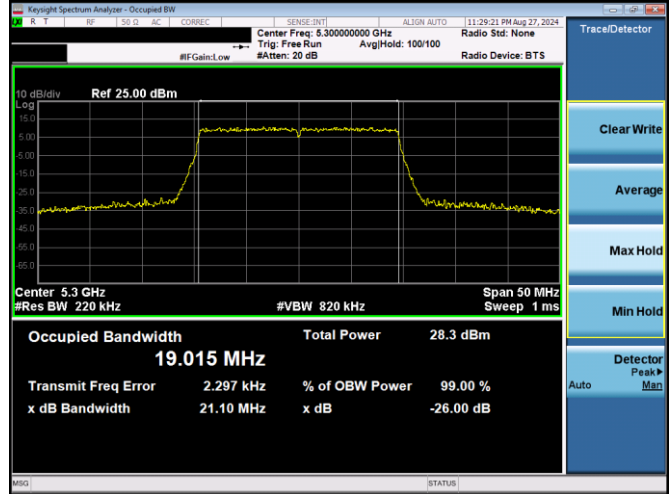 Keysight Spectrum Analyzer - Occupied BW
R T RF 50 Ω AC CORREC SENSE:INT ALIGN AUTO 11:29:21 PM Aug 27, 2024
Center Freq: 5.300000000 GHz Radio Std: None
Trig: Free Run Avg|Hold: 100/100
#IFGain:Low #Atten: 20 dB Radio Device: BTS
10 dB/div Ref 25.00 dBm
Log
15.0
5.00
-5.00
-15.0
-25.0
-35.0
-45.0
-55.0
-65.0
Center 5.3 GHz Span 50 MHz
#Res BW 220 kHz #VBW 820 kHz Sweep 1 ms
Occupied Bandwidth Total Power 28.3 dBm
19.015 MHz
Transmit Freq Error 2.297 kHz % of OBW Power 99.00 %
x dB Bandwidth 21.10 MHz x dB -26.00 dB
MSG STATUS
Trace/Detector
Clear Write
Average
Max Hold
Min Hold
Detector
Peak▶
Auto Man